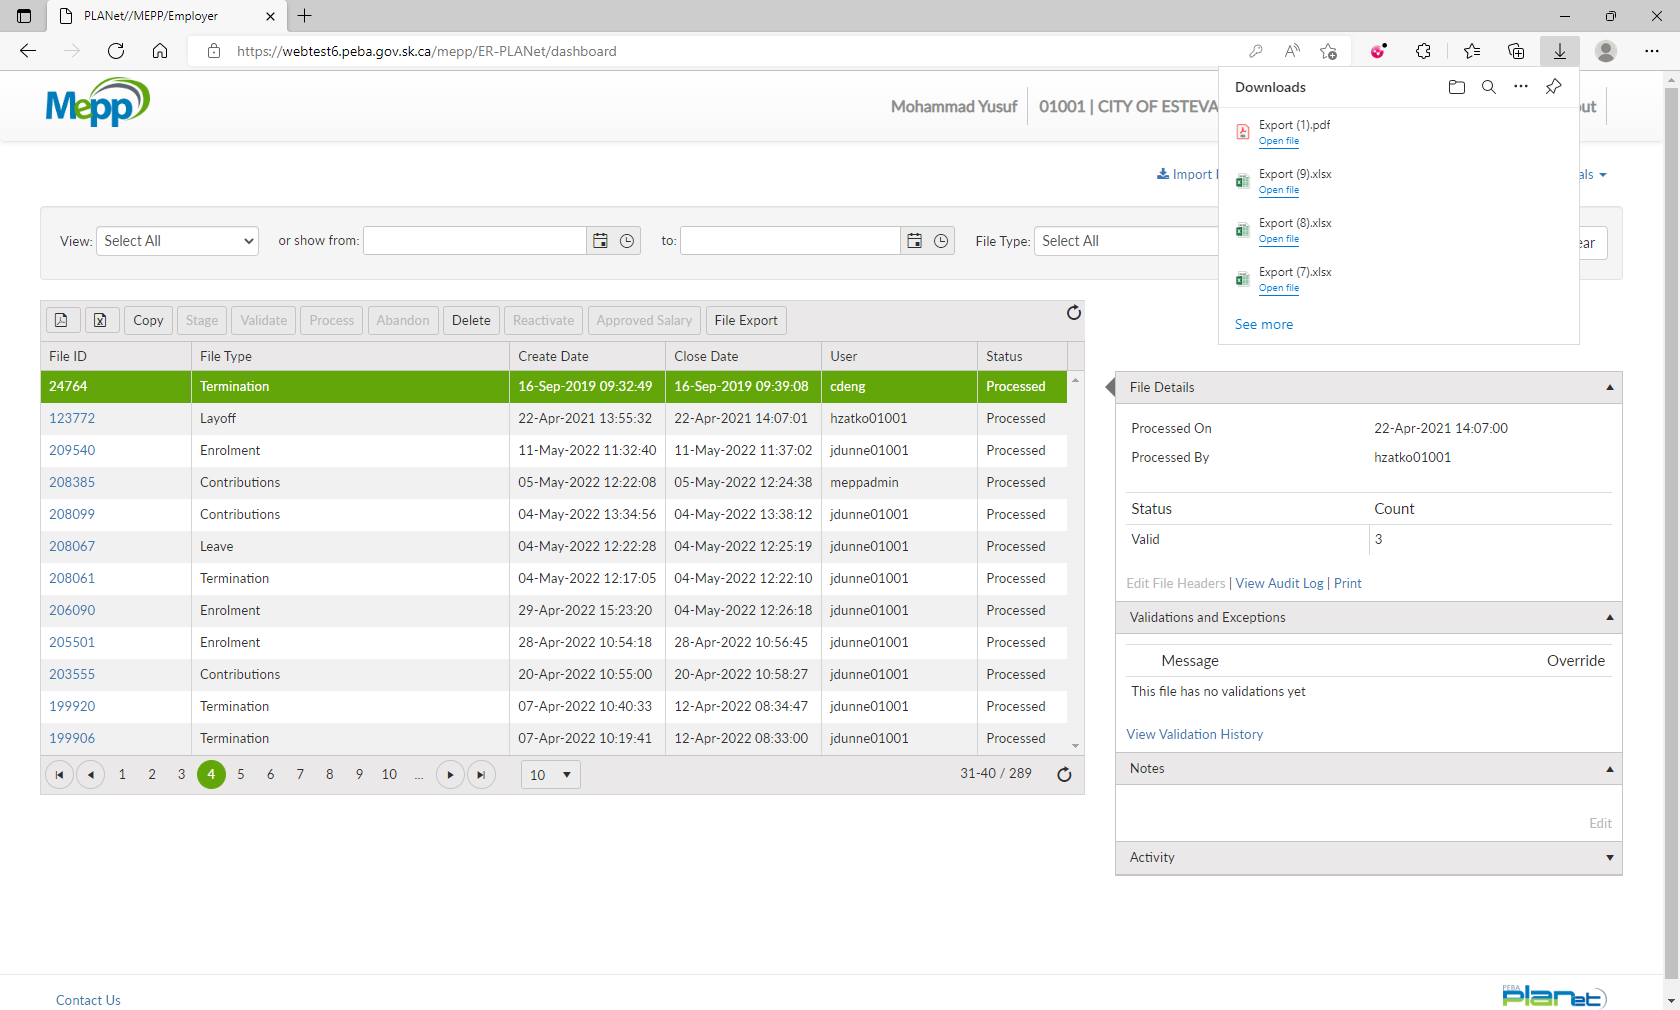 PLANet//MEPP/Employer
https://webtest6.peba.gov.sk.ca/mepp/ER-PLANet/dashboard
Mepp
Mohammad Yusuf
01001 | CITY OF ESTEVA
out
Downloads
Export (1).pdf
Open file
Export (9).xlsx
Open file
Export (8).xlsx
Open file
Export (7).xlsx
Open file
See more
Import
als
View: Select All or show from: to: File Type: Select All ear
Copy Stage Validate Process Abandon Delete Reactivate Approved Salary File Export
File ID File Type Create Date Close Date User Status
24764 Termination 16-Sep-2019 09:32:49 16-Sep-2019 09:39:08 cdeng Processed
123772 Layoff 22-Apr-2021 13:55:32 22-Apr-2021 14:07:01 hzatko01001 Processed
209540 Enrolment 11-May-2022 11:32:40 11-May-2022 11:37:02 jdunne01001 Processed
208385 Contributions 05-May-2022 12:22:08 05-May-2022 12:24:38 meppadmin Processed
208099 Contributions 04-May-2022 13:34:56 04-May-2022 13:38:12 jdunne01001 Processed
208067 Leave 04-May-2022 12:22:28 04-May-2022 12:25:19 jdunne01001 Processed
208061 Termination 04-May-2022 12:17:05 04-May-2022 12:22:10 jdunne01001 Processed
206090 Enrolment 29-Apr-2022 15:23:20 04-May-2022 12:26:18 jdunne01001 Processed
205501 Enrolment 28-Apr-2022 10:54:18 28-Apr-2022 10:56:45 jdunne01001 Processed
203555 Contributions 20-Apr-2022 10:55:00 20-Apr-2022 10:58:27 jdunne01001 Processed
199920 Termination 07-Apr-2022 10:40:33 12-Apr-2022 08:34:47 jdunne01001 Processed
199906 Termination 07-Apr-2022 10:19:41 12-Apr-2022 08:33:00 jdunne01001 Processed
1 2 3 4 5 6 7 8 9 10 ... 10 31-40 / 289
File Details
Processed On 22-Apr-2021 14:07:00
Processed By hzatko01001
Status Count
Valid 3
Edit File Headers | View Audit Log | Print
Validations and Exceptions
Message Override
This file has no validations yet
View Validation History
Notes
Edit
Activity
Contact Us
PEBA
planet